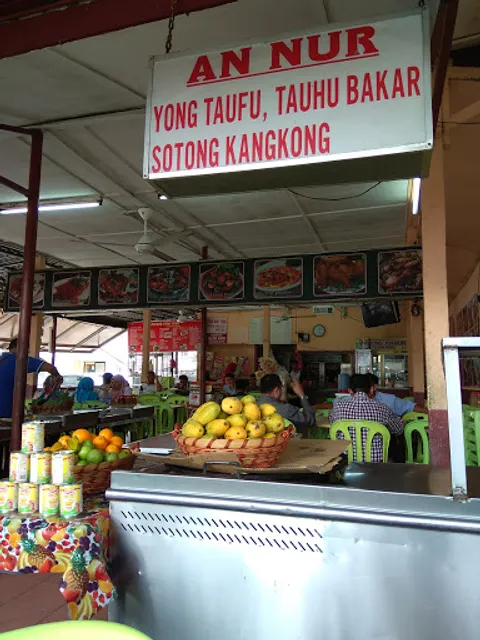 AN NUR
YONG TAUFU, TAUHU BAKAR
SOTONG KANGKONG